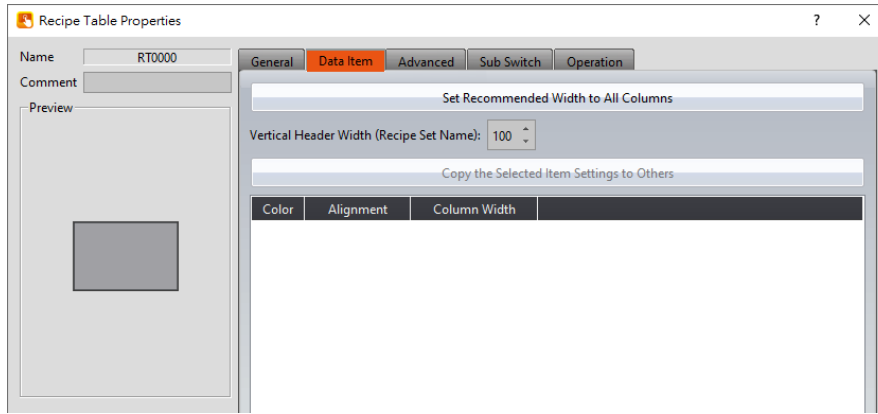 Recipe Table Properties
?
Name RT0000
Comment
Preview
General Data Item Advanced Sub Switch Operation
Set Recommended Width to All Columns
Vertical Header Width (Recipe Set Name): 100
Copy the Selected Item Settings to Others
Color Alignment Column Width